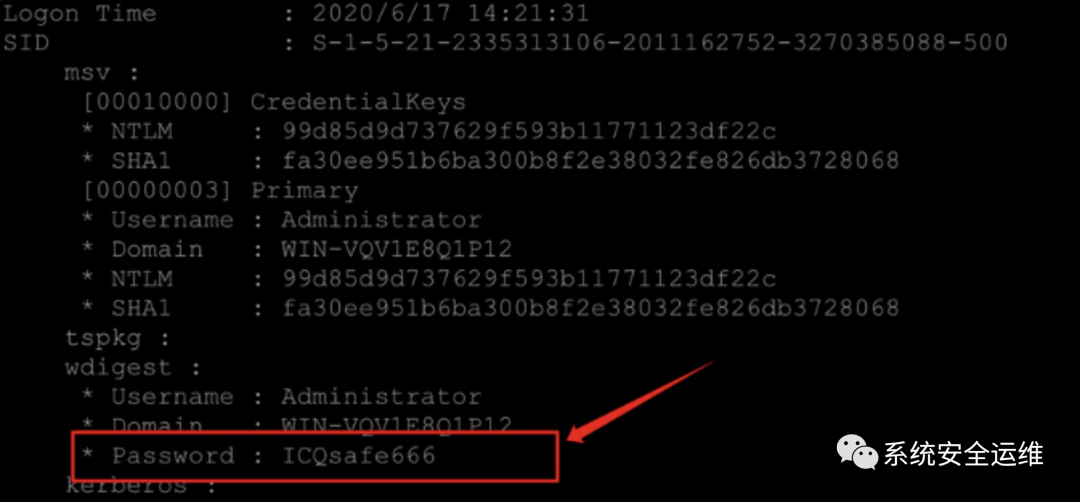 Logon Time : 2020/6/17 14:21:31
SID : S-1-5-21-2335313106-2011162752-3270385088-500
msv :
[00010000] CredentialKeys
* NTLM : 99d85d9d737629f593b11771123df22c
* SHA1 : fa30ee951b6ba300b8f2e38032fe826db3728068
[00000003] Primary
* Username : Administrator
* Domain : WIN-VQV1E8Q1P12
* NTLM : 99d85d9d737629f593b11771123df22c
* SHA1 : fa30ee951b6ba300b8f2e38032fe826db3728068
tspkg :
wdigest :
* Username : Administrator
* Domain : WIN-VQV1E8Q1P12
* Password : ICQsafe666
kerberos :
系统安全运维